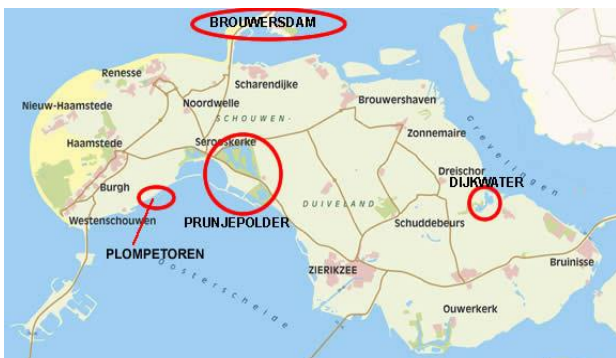 BROUWERSDAM
Renesse
Scharendijke
Nieuw-Haamstede
Noordwelle
Brouwershaven
SCHOUWEN-
Zonnemaire
Grevelingen
Haamstede
Serooskerke
Dreischor
DIJKWATER
Burgh
DUIVELAND
Westenschouwen
PRUNJEPOLDER
Schuddebeurs
PLOMPETOREN
ZIERIKZEE
Bruinisse
Oosterschelde
Ouwerkerk